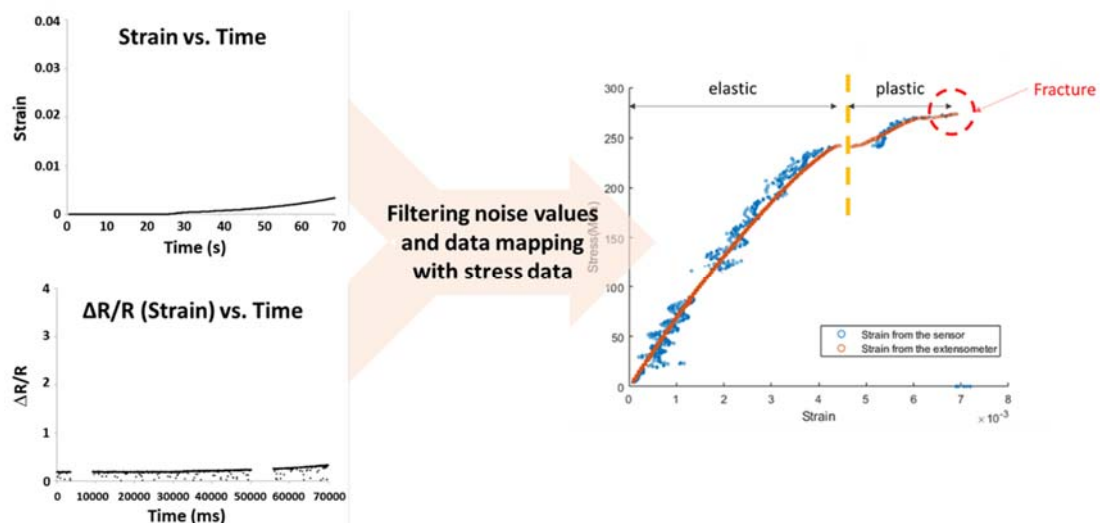 Strain vs. Time
0.04
0.03
0.02
0.01
0
Strain
0 10 20 30 40 50 60 70
Time (s)
ΔR/R (Strain) vs. Time
4
3
2
1
0
ΔR/R
0 10000 20000 30000 40000 50000 60000 70000
Time (ms)
Filtering noise values
and data mapping
with stress data
elastic
plastic
Fracture
300
250
200
150
100
50
0
Strain from the sensor
Strain from the extensometer
0 1 2 3 4 5 6 7 8
Strain
× 10⁻³